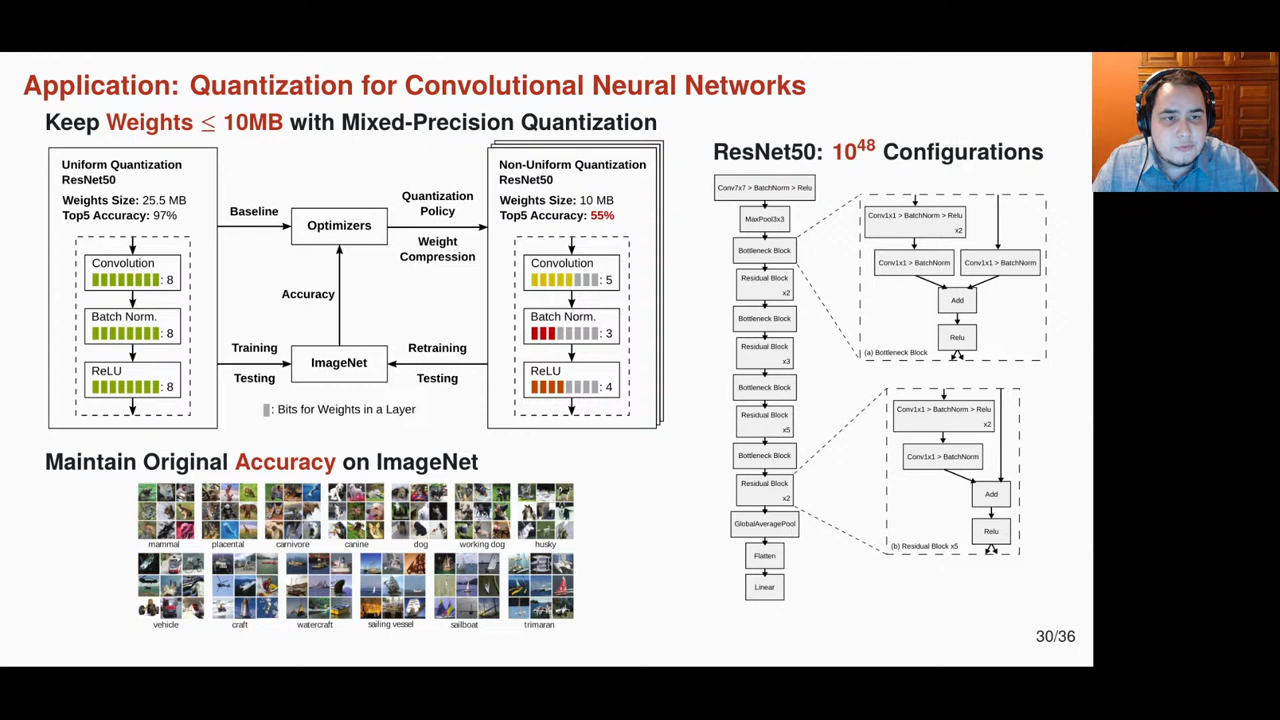 Application: Quantization for Convolutional Neural Networks
Keep Weights ≤ 10MB with Mixed-Precision Quantization
Uniform Quantization
ResNet50
Weights Size: 25.5 MB
Top5 Accuracy: 97%
Convolution
: 8
Batch Norm.
: 8
ReLU
: 8
Baseline
Optimizers
Quantization
Policy
Weight
Compression
Accuracy
Training
Testing
ImageNet
Retraining
Testing
: Bits for Weights in a Layer
Non-Uniform Quantization
ResNet50
Weights Size: 10 MB
Top5 Accuracy: 55%
Convolution
: 5
Batch Norm.
: 3
ReLU
: 4
Maintain Original Accuracy on ImageNet
mammal placental carnivore canine dog working dog husky
vehicle craft watercraft sailing vessel sailboat trimaran
ResNet50: 10⁴⁸ Configurations
Conv7x7 > BatchNorm > Relu
MaxPool3x3
Bottleneck Block
Residual Block
x2
Bottleneck Block
Residual Block
x3
Bottleneck Block
Residual Block
x5
Bottleneck Block
Residual Block
x2
GlobalAveragePool
Flatten
Linear
Conv1x1 > BatchNorm > Relu
x2
Conv1x1 > BatchNorm
Conv1x1 > BatchNorm
Add
Relu
(a) Bottleneck Block
Conv1x1 > BatchNorm > Relu
x2
Conv1x1 > BatchNorm
Add
Relu
(b) Residual Block x5
30/36